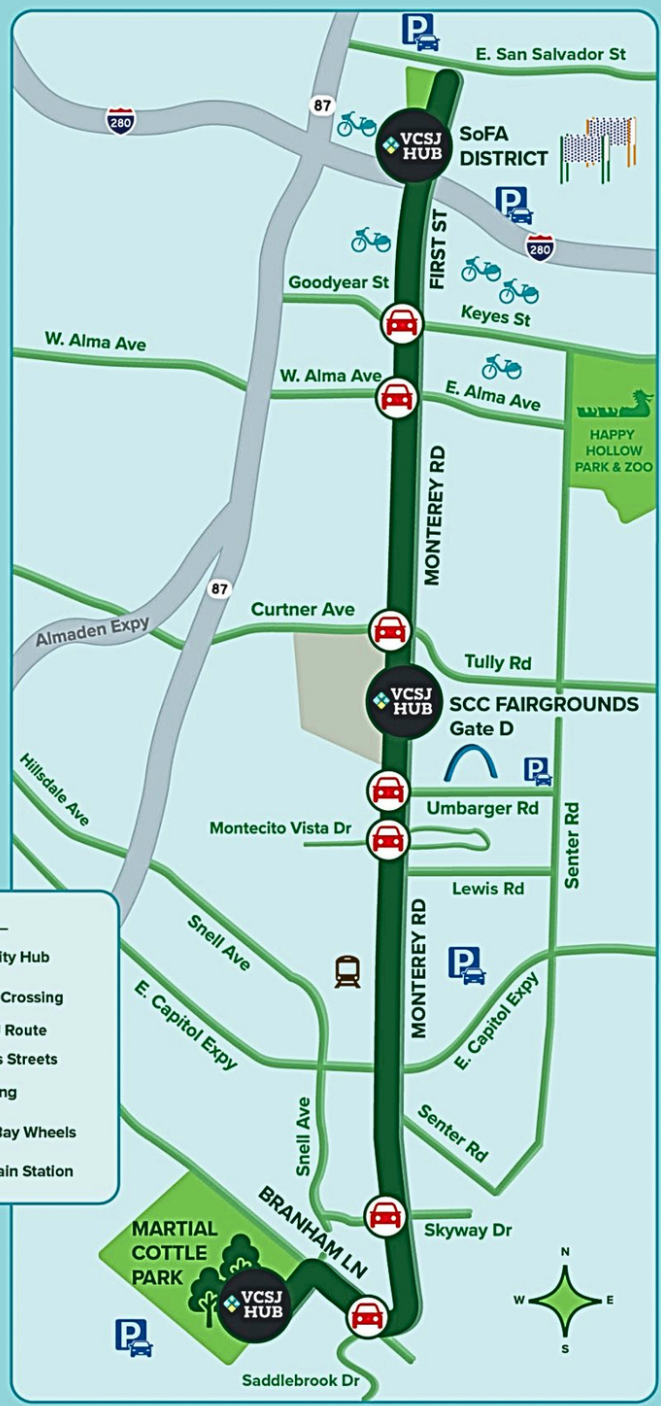 P
E. San Salvador St
87
280
VCSJ
HUB
SoFA
DISTRICT
P
280
FIRST ST
Goodyear St
Keyes St
W. Alma Ave
W. Alma Ave
E. Alma Ave
HAPPY
HOLLOW
PARK & ZOO
MONTEREY RD
87
Curtner Ave
Almaden Expy
Tully Rd
VCSJ
HUB
SCC FAIRGROUNDS
Gate D
P
Hillsdale Ave
Umbarger Rd
Montecito Vista Dr
Senter Rd
Lewis Rd
Snell Ave
MONTEREY RD
P
ity Hub
Crossing
Route
s Streets
ng
Bay Wheels
ain Station
E. Capitol Expy
E. Capitol Expy
Snell Ave
Senter Rd
BRANHAM LN
Skyway Dr
MARTIAL
COTTLE
PARK
VCSJ
HUB
N
W E
S
P
Saddlebrook Dr